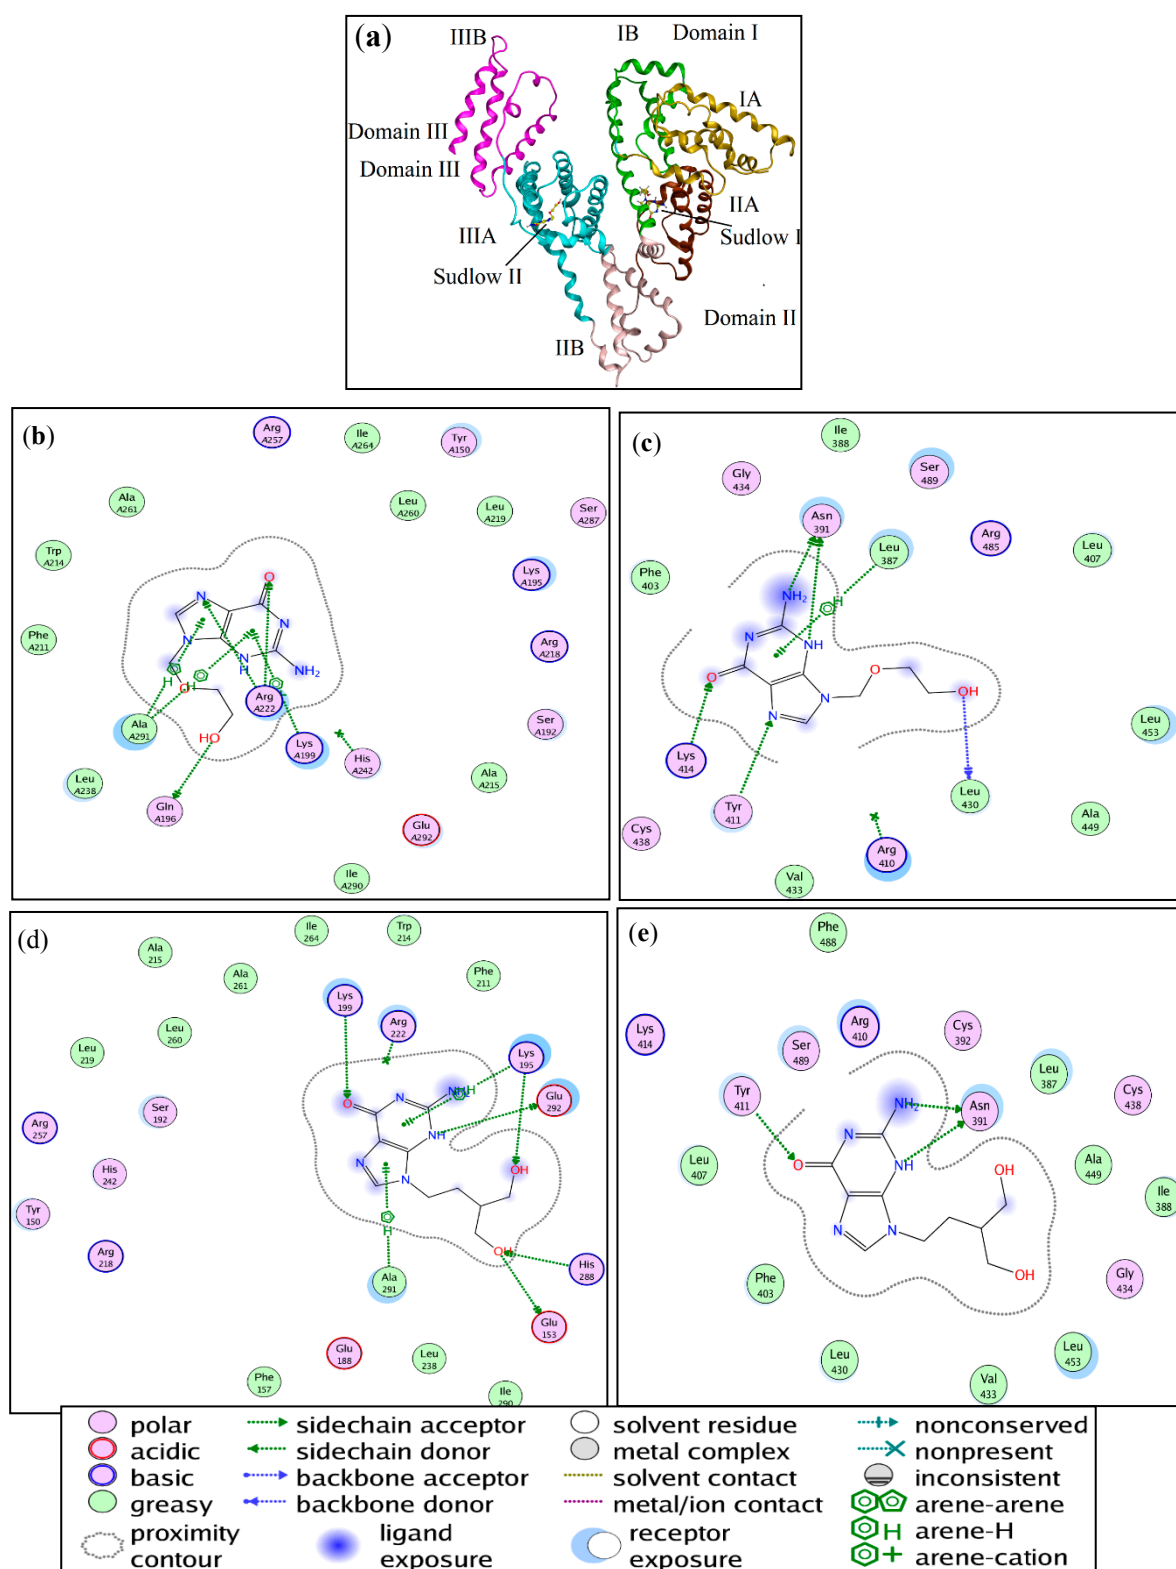 (a)
IIIB
IB
Domain I
IA
Domain III
Domain III
IIA
IIIA
Sudlow I
Sudlow II
Domain II
IIB
(b)
Arg
A257
Ile
A264
Tyr
A150
Ala
A261
Leu
A260
Leu
A219
Ser
A287
Trp
A214
Lys
A195
Phe
A211
Arg
A218
O
N
N
N
N
H
NH2
O
HO
H
H
Arg
A222
Ala
A291
Lys
A199
His
A242
Ser
A192
Leu
A238
Gln
A196
Ala
A215
Glu
A292
Ile
A290
(c)
Ile
388
Gly
434
Ser
489
Asn
391
Arg
485
Leu
387
Leu
407
Phe
403
NH2
H
N
NH
O
O
N
N
OH
Lys
414
Tyr
411
Leu
453
Leu
430
Ala
449
Cys
438
Arg
410
Val
433
(d)
Ile
264
Trp
214
Ala
215
Ala
261
Phe
211
Lys
199
Arg
222
Leu
260
Leu
219
Lys
195
Glu
292
Ser
192
Arg
257
His
242
Tyr
150
Arg
218
NH2
H
O
N
NH
N
N
OH
OH
H
Ala
291
His
288
Glu
153
Glu
188
Leu
238
Phe
157
Ile
290
(e)
Phe
488
Lys
414
Arg
410
Cys
392
Ser
489
Leu
387
Tyr
411
Asn
391
Cys
438
Leu
407
Ala
449
Ile
388
NH2
N
NH
O
N
N
OH
OH
Phe
403
Gly
434
Leu
430
Leu
453
Val
433
polar
sidechain acceptor
solvent residue
nonconserved
acidic
sidechain donor
metal complex
nonpresent
basic
backbone acceptor
solvent contact
inconsistent
greasy
backbone donor
metal/ion contact
arene-arene
proximity
contour
ligand
exposure
receptor
exposure
H
arene-H
arene-cation